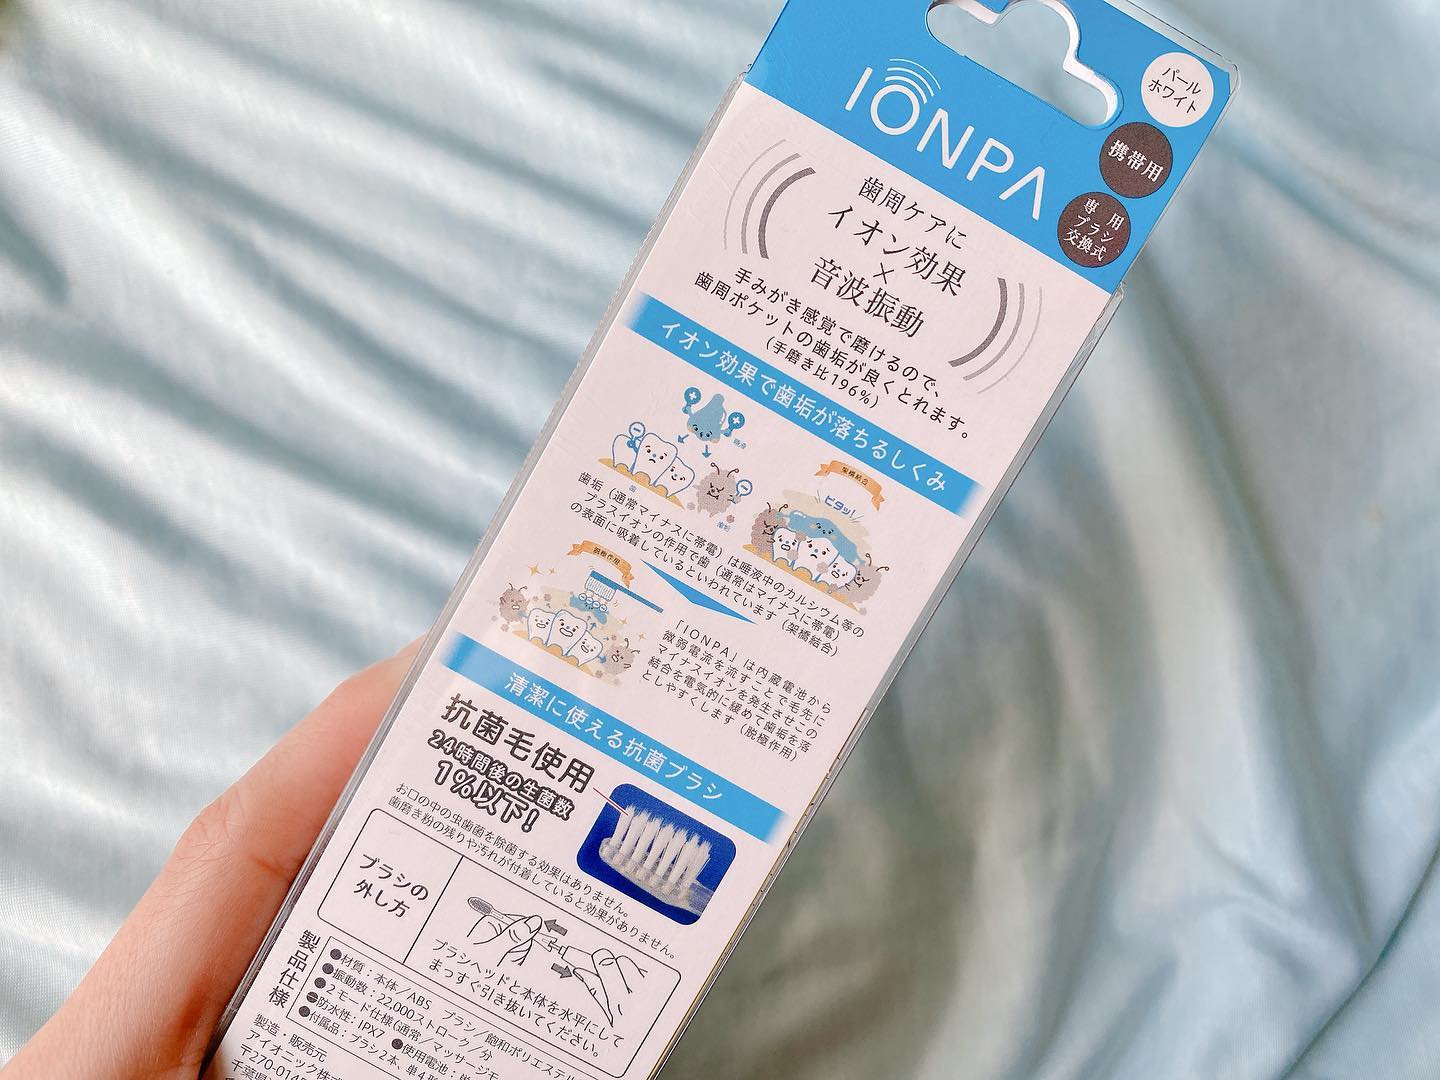 IONPA
パール
ホワイト
携帯用
専用
ブラシ
交換式
歯周ケアに
イオン効果
×
音波振動
手みがき感覚で磨けるので、
歯周ポケットの歯垢が良くとれます。
(手磨き比196%)
イオン効果で歯垢が落ちるしくみ
唾液
歯
歯垢
架橋結合
ピタッ!
歯垢(通常マイナスに帯電)は唾液中のカルシウム等の
プラスイオンの作用で歯(通常はマイナスに帯電)
の表面に吸着しているといわれています(架橋結合)
脱極作用
「IONPA」は内蔵電池から
微弱電流を流すことで毛先に
マイナスイオンを発生させこの
結合を電気的に緩めて歯垢を落
としやすくします(脱極作用)
清潔に使える抗菌ブラシ
抗菌毛使用
24時間後の生菌数
1%以下!
お口の中の虫歯菌を除菌する効果はありません。
歯磨き粉の残りや汚れが付着していると効果がありません。
ブラシの
外し方
ブラシヘッドと本体を水平にして
まっすぐ引き抜いてください。
製品仕様
●材質:本体/ABS ブラシ/飽和ポリエステル
●振動数:22,000ストローク/分
●2モード仕様(通常/マッサージモ
●防水性:IPX7 ●使用電池:単
●付属品:ブラシ2本、単4形
製造・販売元
アイオニック株式
〒270-014
千葉県